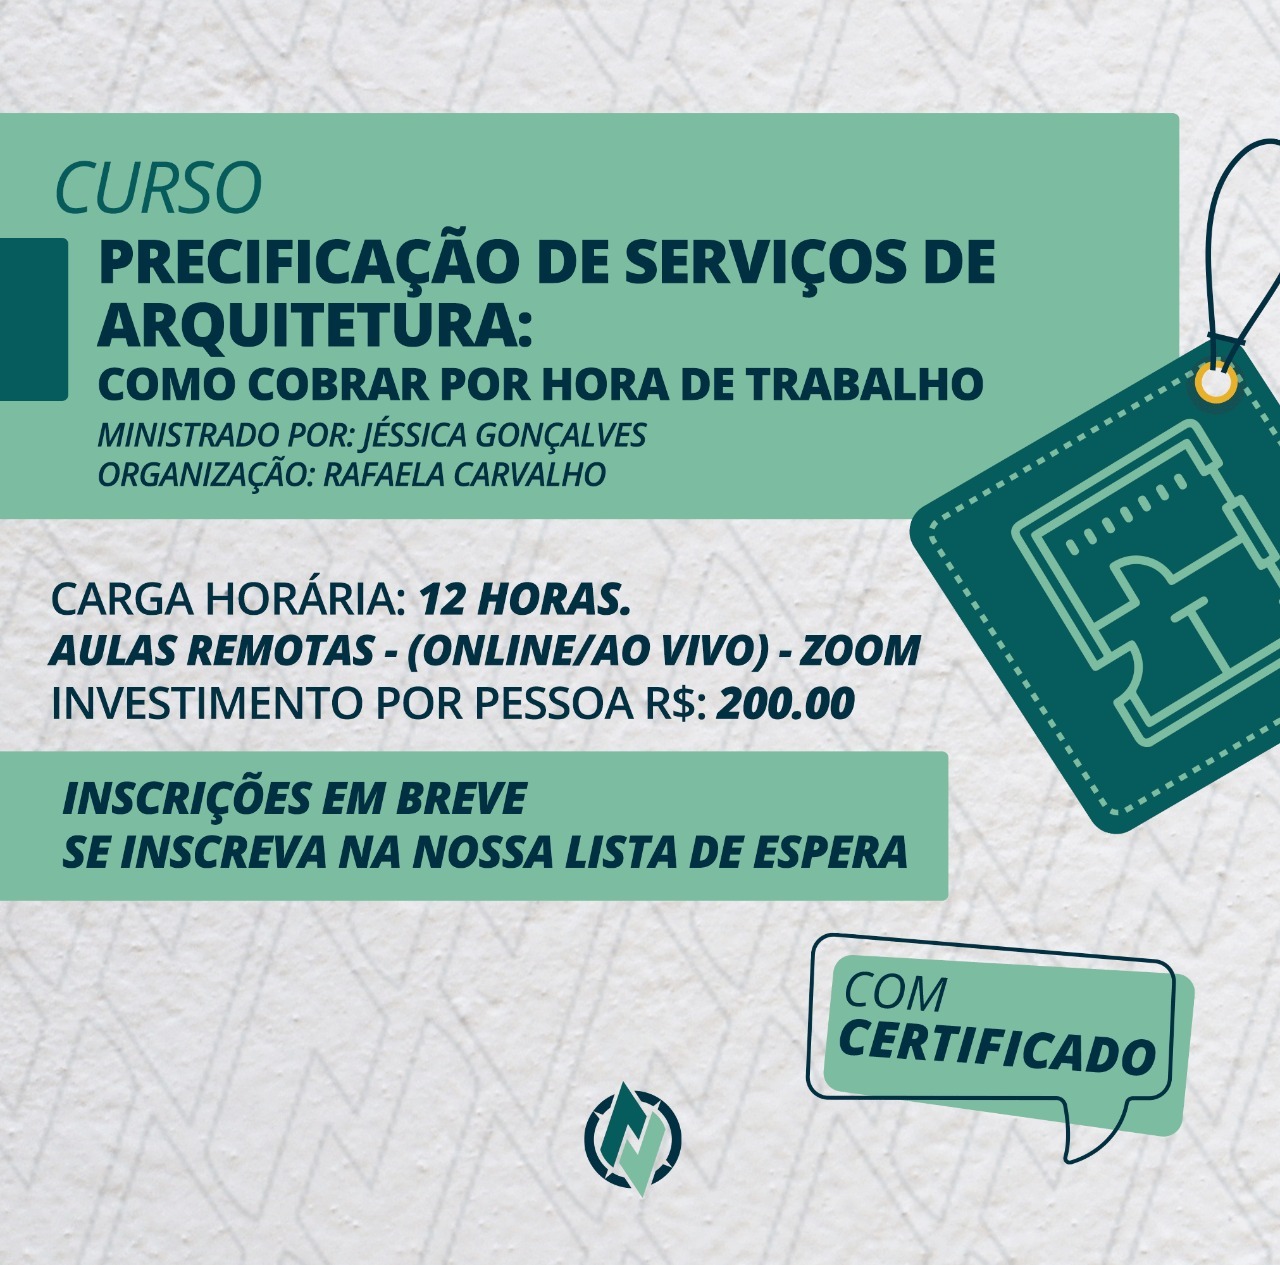 CURSO
PRECIFICAÇÃO DE SERVIÇOS DE
ARQUITETURA:
COMO COBRAR POR HORA DE TRABALHO
MINISTRADO POR: JÉSSICA GONÇALVES
ORGANIZAÇÃO: RAFAELA CARVALHO
CARGA HORÁRIA: 12 HORAS.
AULAS REMOTAS - (ONLINE/AO VIVO) - ZOOM
INVESTIMENTO POR PESSOA R$: 200.00
INSCRIÇÕES EM BREVE
SE INSCREVA NA NOSSA LISTA DE ESPERA
COM
CERTIFICADO